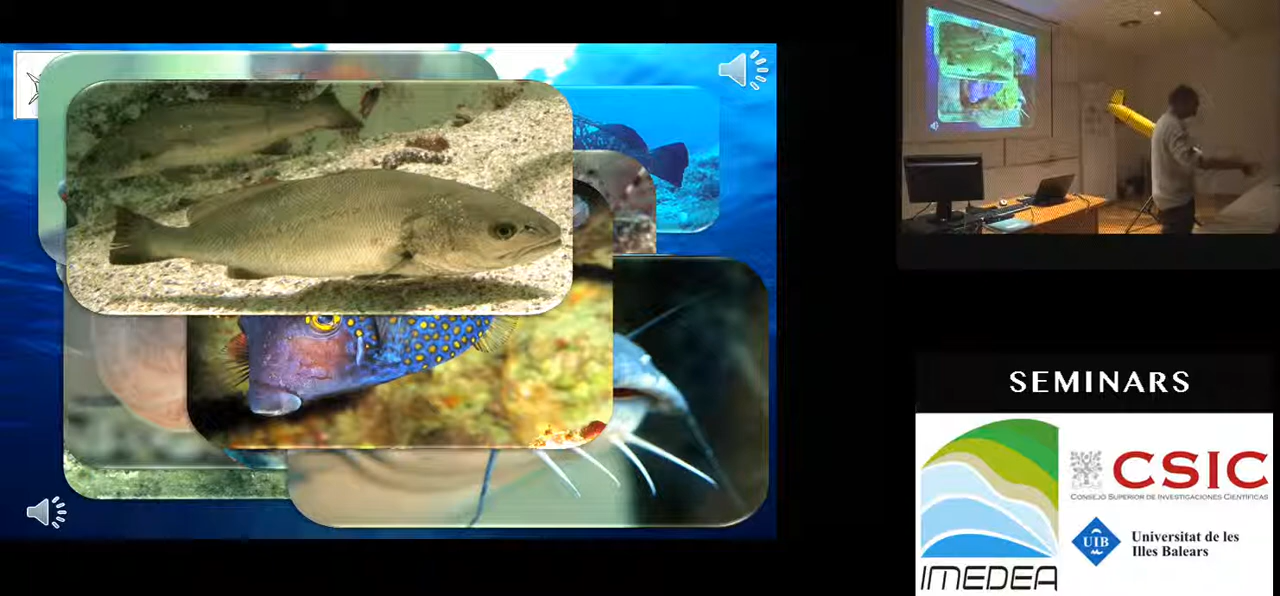 SEMINARS
CSIC
CONSEJO SUPERIOR DE INVESTIGACIONES CIENTÍFICAS
UIB
Universitat de les
Illes Balears
IMEDEA